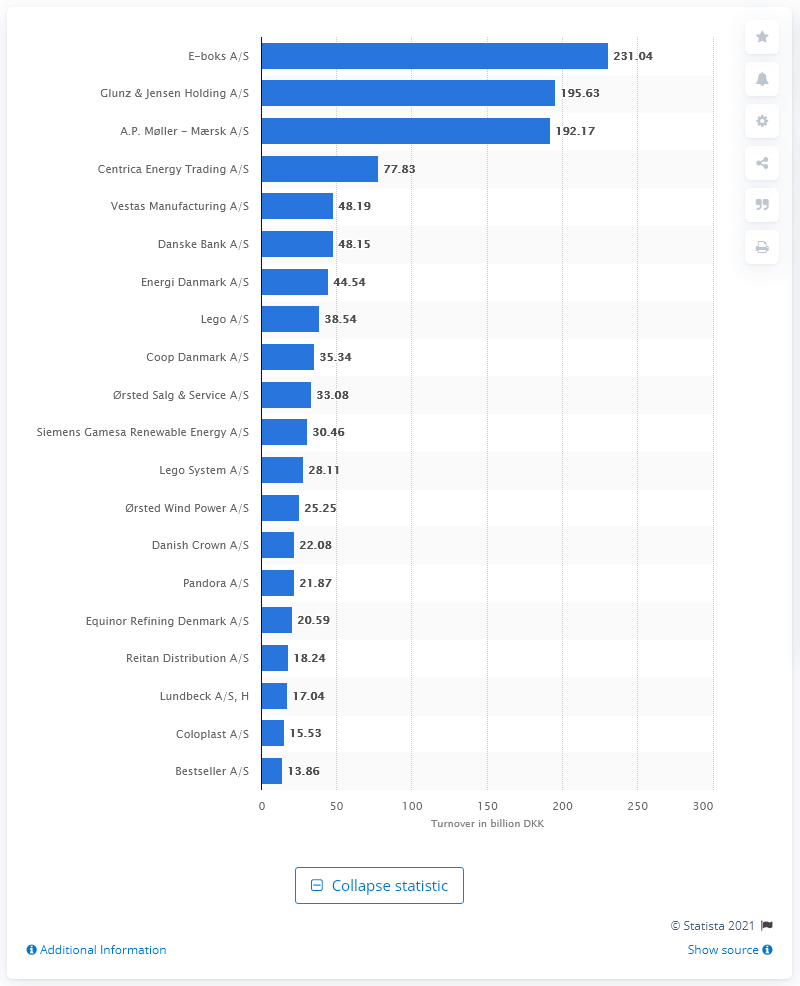 E-boks A/S 231.04
Glunz & Jensen Holding A/S 195.63
A.P. Møller - Mærsk A/S 192.17
Centrica Energy Trading A/S 77.83
Vestas Manufacturing A/S 48.19
Danske Bank A/S 48.15
Energi Danmark A/S 44.54
Lego A/S 38.54
Coop Danmark A/S 35.34
Ørsted Salg & Service A/S 33.08
Siemens Gamesa Renewable Energy A/S 30.46
Lego System A/S 28.11
Ørsted Wind Power A/S 25.25
Danish Crown A/S 22.08
Pandora A/S 21.87
Equinor Refining Denmark A/S 20.59
Reitan Distribution A/S 18.24
Lundbeck A/S, H 17.04
Coloplast A/S 15.53
Bestseller A/S 13.86
0 50 100 150 200 250 300
Turnover in billion DKK
Collapse statistic
© Statista 2021
Additional Information
Show source